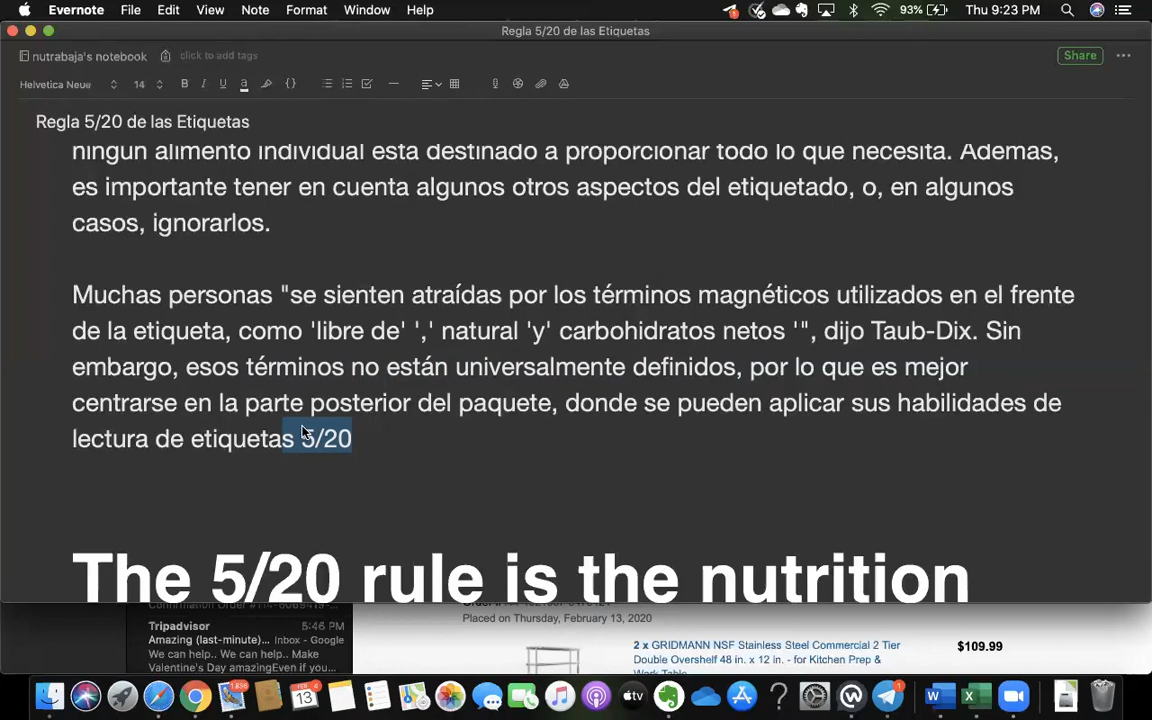 Evernote File Edit View Note Format Window Help 93% Thu 9:23 PM
Regla 5/20 de las Etiquetas
nutrabaja's notebook click to add tags Share
Helvetica Neue 14 B I U a {}
Regla 5/20 de las Etiquetas
ningún alimento individual está destinado a proporcionar todo lo que necesita. Además,
es importante tener en cuenta algunos otros aspectos del etiquetado, o, en algunos
casos, ignorarlos.
Muchas personas "se sienten atraídas por los términos magnéticos utilizados en el frente
de la etiqueta, como 'libre de' ',' natural 'y' carbohidratos netos '", dijo Taub-Dix. Sin
embargo, esos términos no están universalmente definidos, por lo que es mejor
centrarse en la parte posterior del paquete, donde se pueden aplicar sus habilidades de
lectura de etiquetas 5/20
The 5/20 rule is the nutrition
Placed on Thursday, February 13, 2020
Tripadvisor 5:46 PM
Amazing (last-minute)... Inbox - Google
We can help.. We can help.. Make
Valentine's Day amazingEven if you...
2 x GRIDMANN NSF Stainless Steel Commercial 2 Tier
Double Overshelf 48 in. x 12 in. - for Kitchen Prep &
Work Table
$109.99